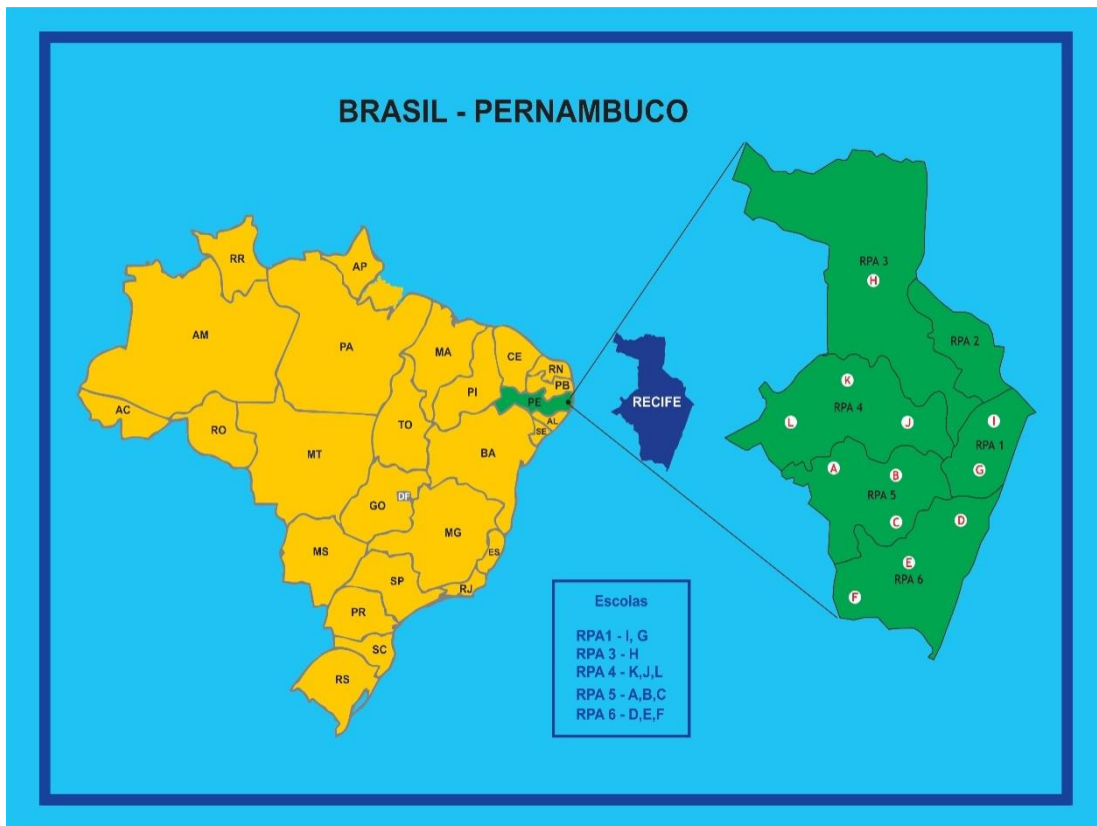 BRASIL - PERNAMBUCO
RR
AP
AM
PA
MA
CE
RN
PB
PI
PE
AL
SE
AC
RO
TO
BA
MT
GO
DF
MG
ES
MS
SP
RJ
PR
SC
RS
RECIFE
RPA 3
H
RPA 2
K
RPA 4
L
J
I
RPA 1
G
A
B
RPA 5
C
D
E
RPA 6
F
Escolas
RPA1 - I, G
RPA 3 - H
RPA 4 - K,J,L
RPA 5 - A,B,C
RPA 6 - D,E,F